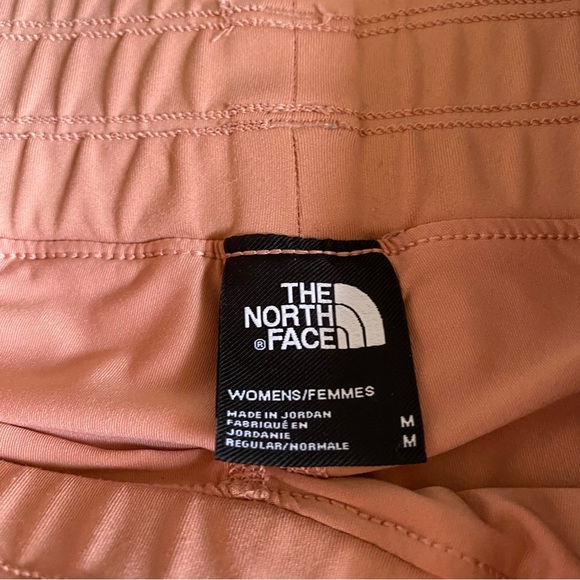 THE
NORTH
® FACE
WOMENS/FEMMES
MADE IN JORDAN M
FABRIQUÉ EN
JORDANIE M
REGULAR/NORMALE